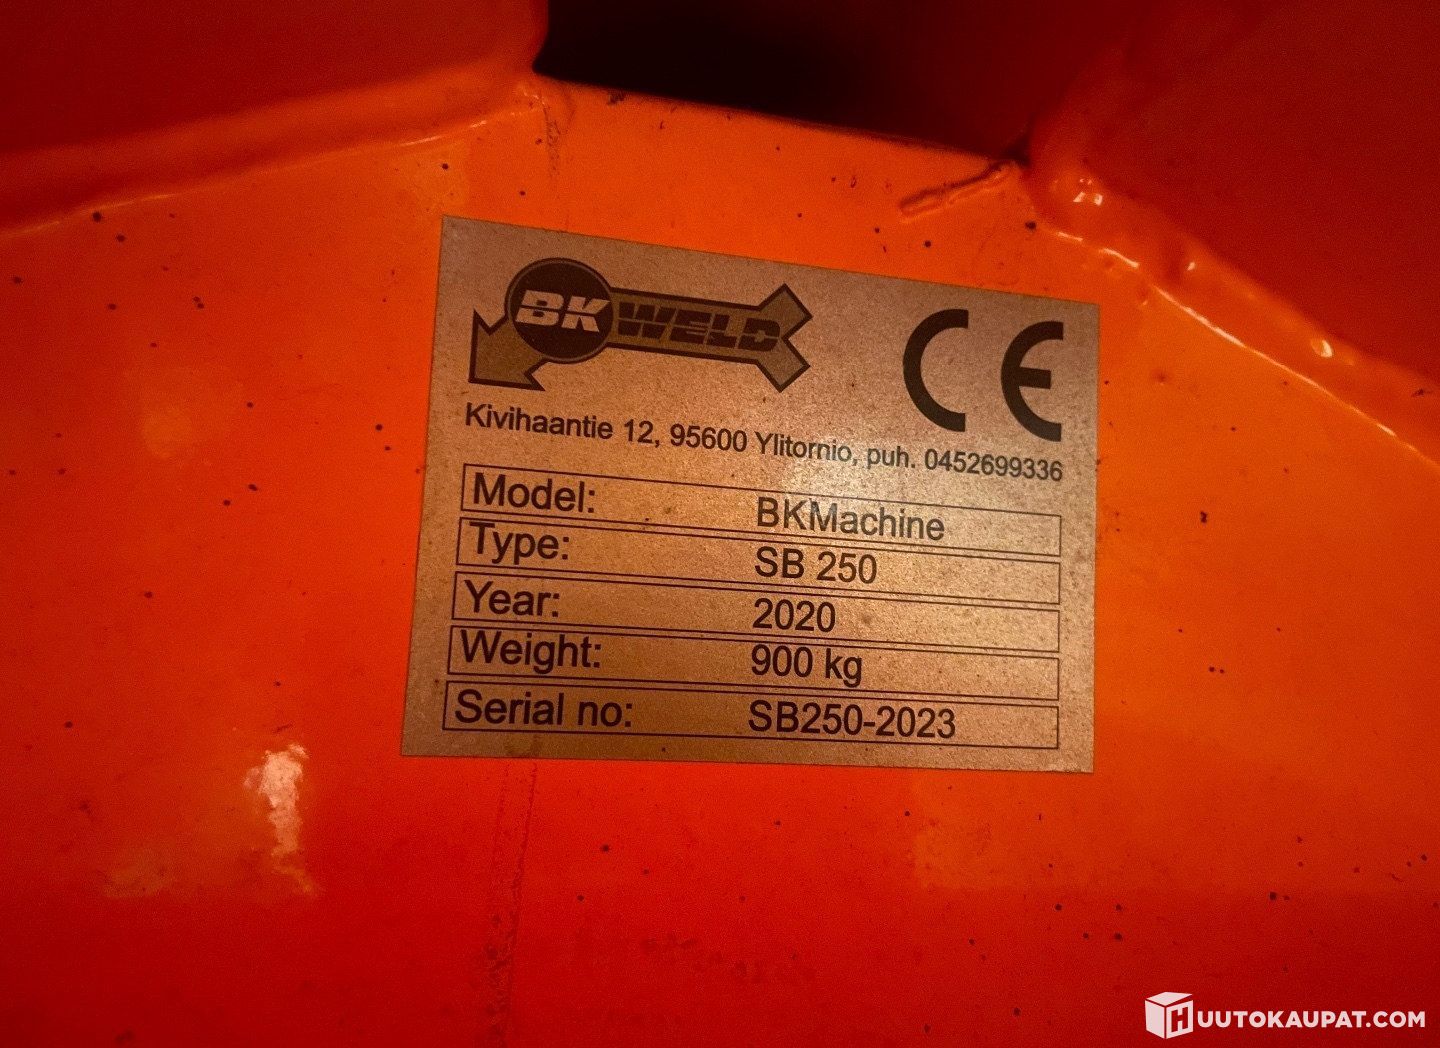 BK WELD
CE
Kivihaantie 12, 95600 Ylitornio, puh. 0452699336
Model: BKMachine
Type: SB 250
Year: 2020
Weight: 900 kg
Serial no: SB250-2023
HUUTOKAUPAT.COM